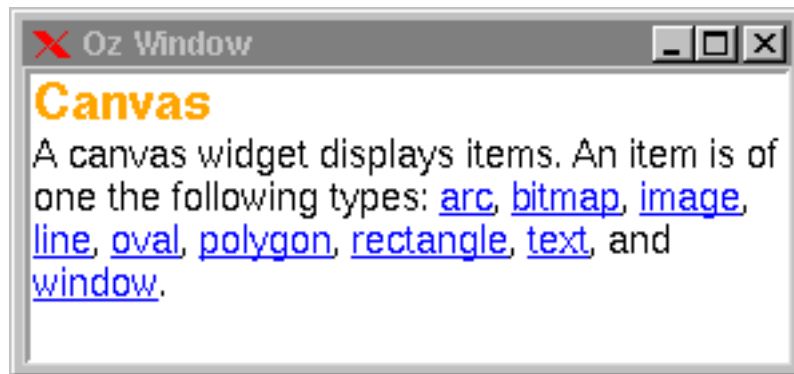 Oz Window
Canvas
A canvas widget displays items. An item is of
one the following types: arc, bitmap, image,
line, oval, polygon, rectangle, text, and
window.